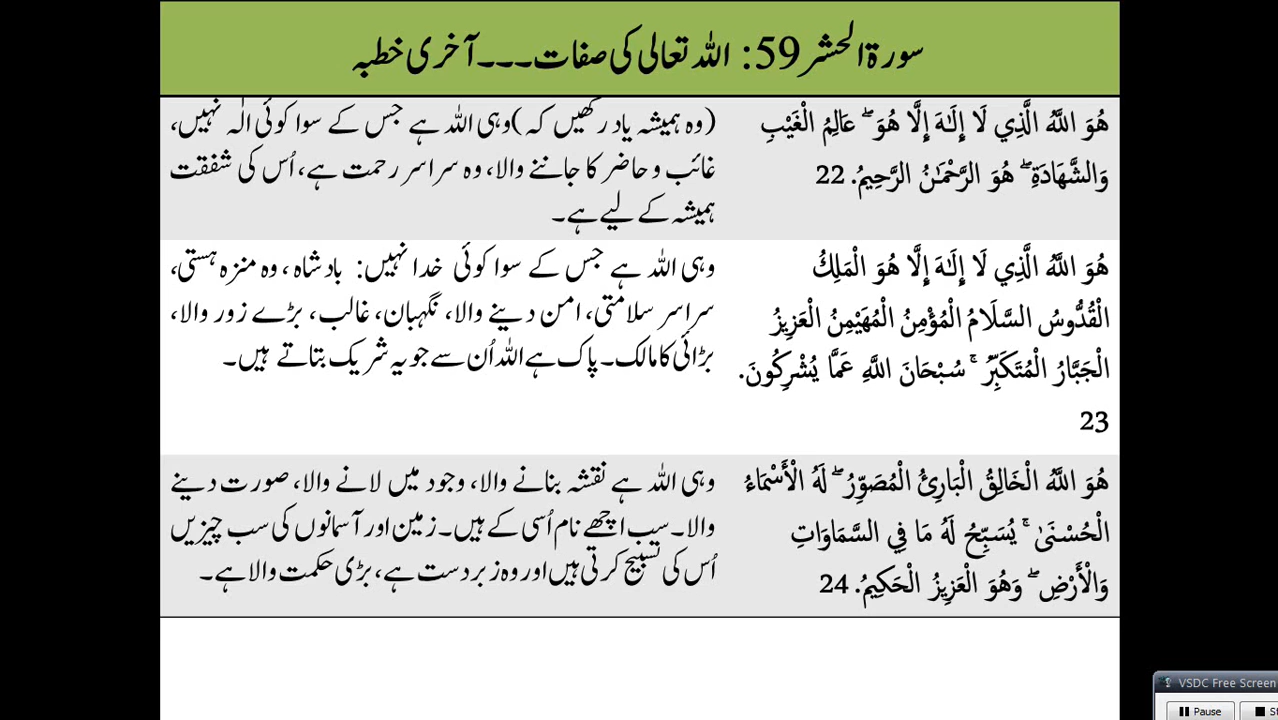 سورۃ الحشر 59: اللہ تعالی کی صفات۔۔۔ آخری خطبہ
هُوَ اللَّهُ الَّذِي لَا إِلَـٰهَ إِلَّا هُوَ ۖ عَالِمُ الْغَيْبِ
وَالشَّهَادَةِ ۖ هُوَ الرَّحْمَـٰنُ الرَّحِيمُ. 22
(وہ ہمیشہ یاد رکھیں کہ) وہی اللہ ہے جس کے سوا کوئی الٰہ نہیں،
غائب و حاضر کا جاننے والا، وہ سراسر رحمت ہے، اُس کی شفقت
ہمیشہ کے لیے ہے۔
هُوَ اللَّهُ الَّذِي لَا إِلَـٰهَ إِلَّا هُوَ الْمَلِكُ
الْقُدُّوسُ السَّلَامُ الْمُؤْمِنُ الْمُهَيْمِنُ الْعَزِيزُ
الْجَبَّارُ الْمُتَكَبِّرُ ۚ سُبْحَانَ اللَّهِ عَمَّا يُشْرِكُونَ.
23
وہی اللہ ہے جس کے سوا کوئی خدا نہیں: بادشاہ، وہ منزہ ہستی،
سراسر سلامتی، امن دینے والا، نگہبان، غالب، بڑے زور والا،
بڑائی کا مالک۔ پاک ہے اللہ اُن سے جو یہ شریک بتاتے ہیں۔
هُوَ اللَّهُ الْخَالِقُ الْبَارِئُ الْمُصَوِّرُ ۖ لَهُ الْأَسْمَاءُ
الْحُسْنَىٰ ۚ يُسَبِّحُ لَهُ مَا فِي السَّمَاوَاتِ
وَالْأَرْضِ ۖ وَهُوَ الْعَزِيزُ الْحَكِيمُ. 24
وہی اللہ ہے نقشہ بنانے والا، وجود میں لانے والا، صورت دینے
والا۔ سب اچھے نام اُسی کے ہیں۔ زمین اور آسمانوں کی سب چیزیں
اُس کی تسبیح کرتی ہیں اور وہ زبردست ہے، بڑی حکمت والا ہے۔
VSDC Free Screen
Pause